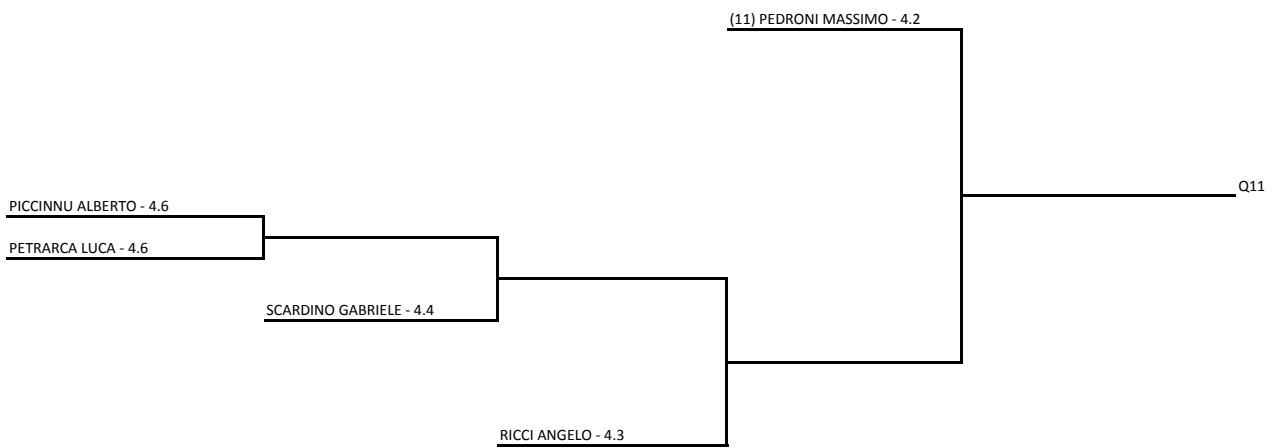 (11) PEDRONI MASSIMO - 4.2
Q11
PICCINNU ALBERTO - 4.6
PETRARCA LUCA - 4.6
SCARDINO GABRIELE - 4.4
RICCI ANGELO - 4.3